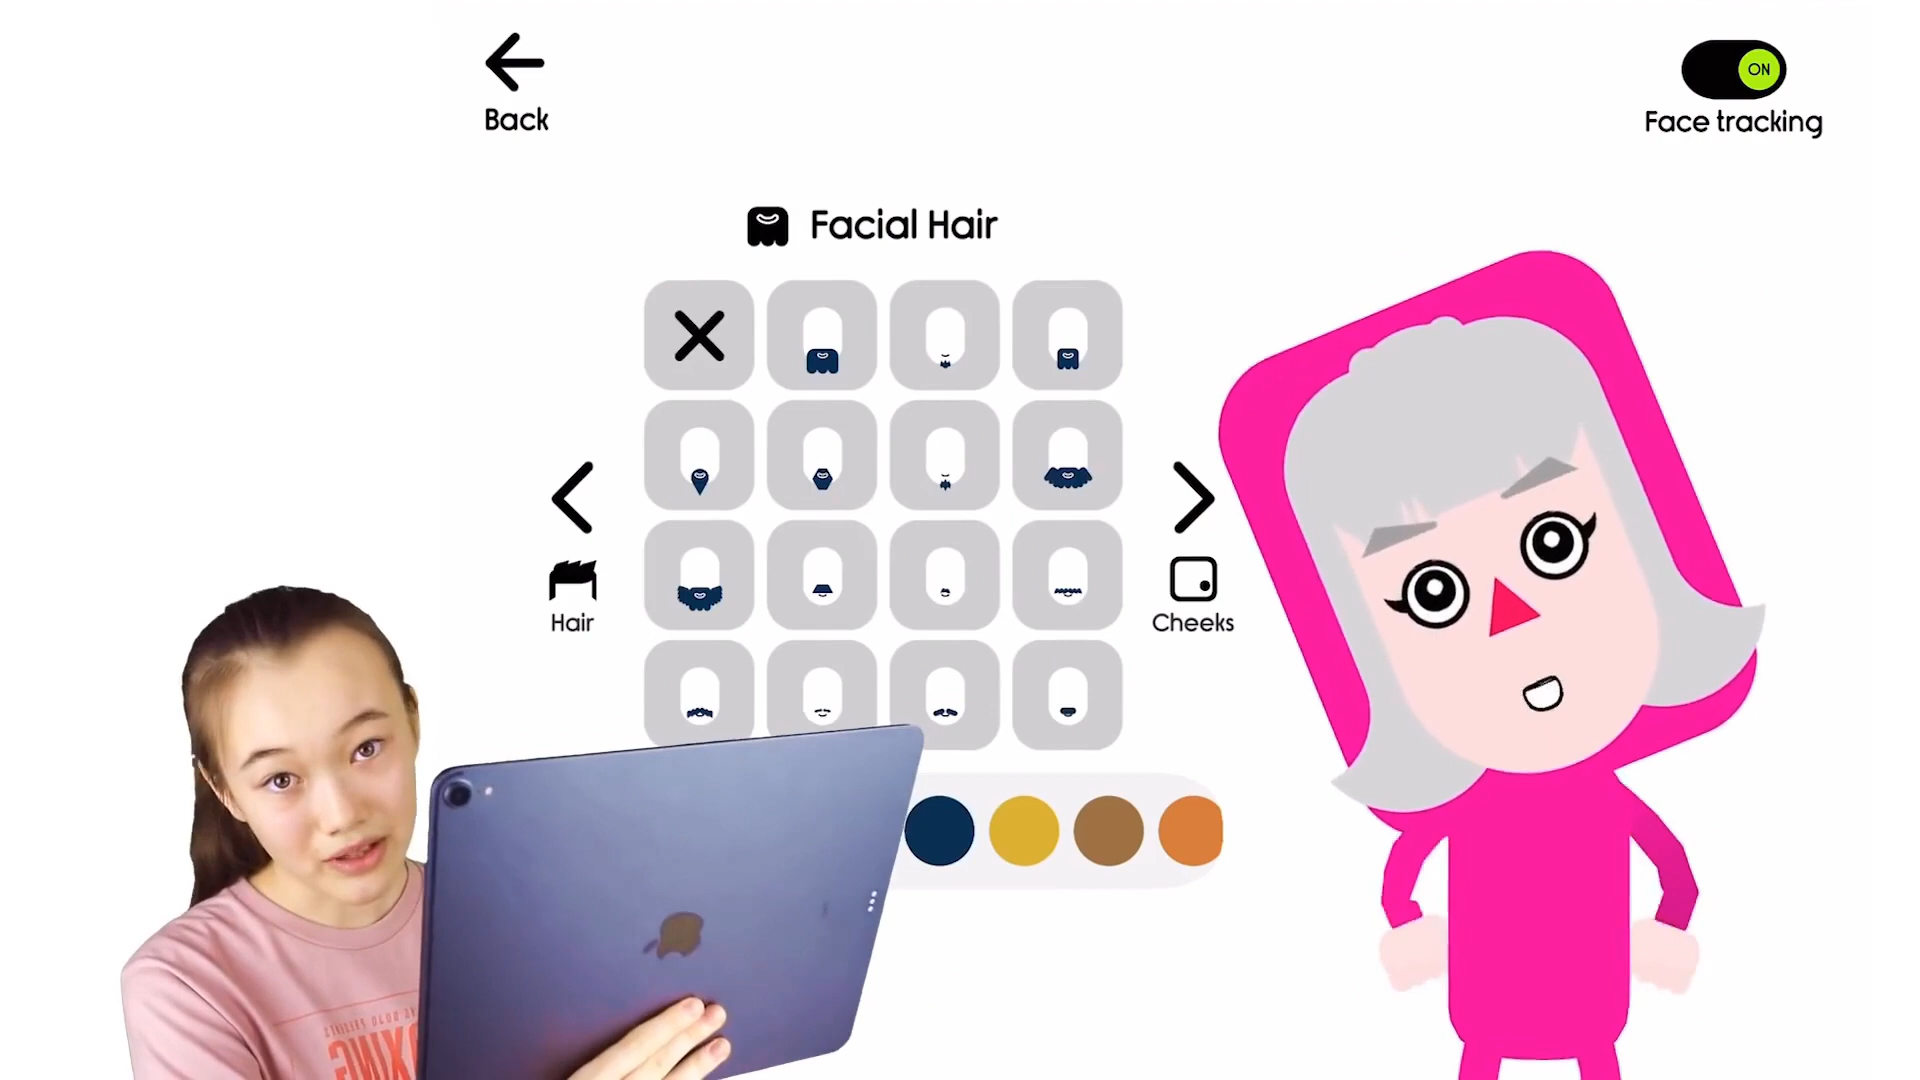 Back
ON
Face tracking
Facial Hair
Hair
Cheeks